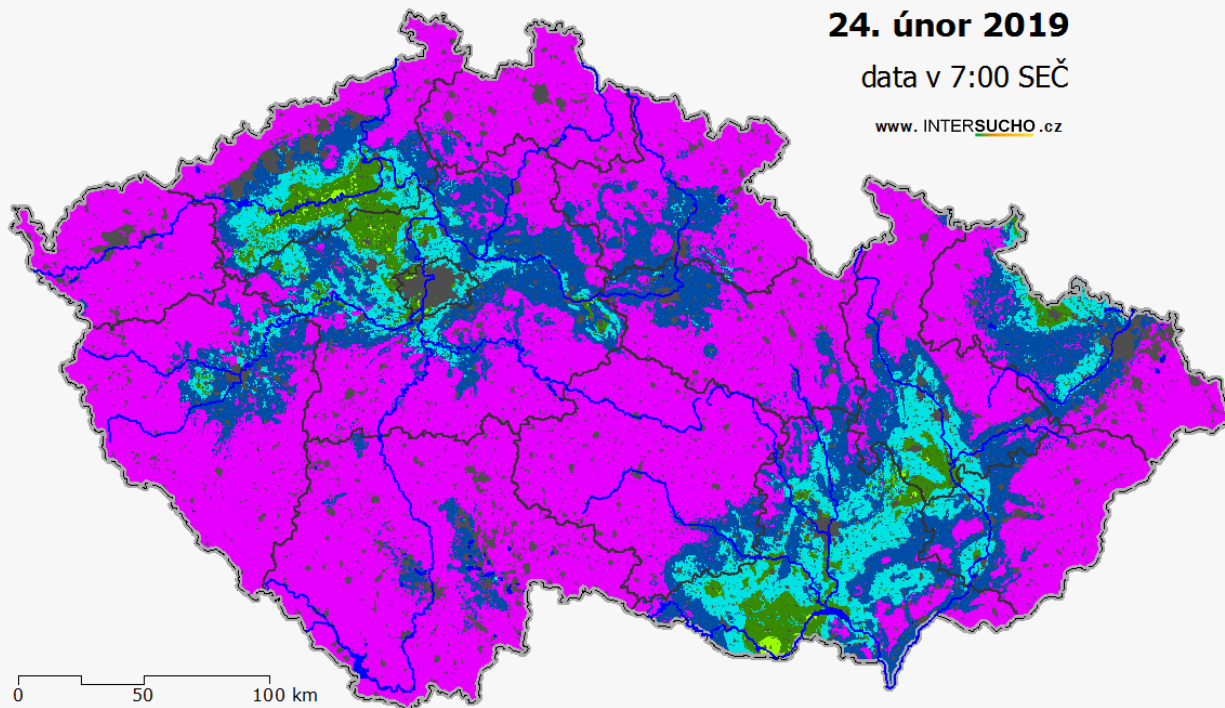 24. únor 2019
data v 7:00 SEČ
www. INTERSUCHO .cz
0 50 100 km